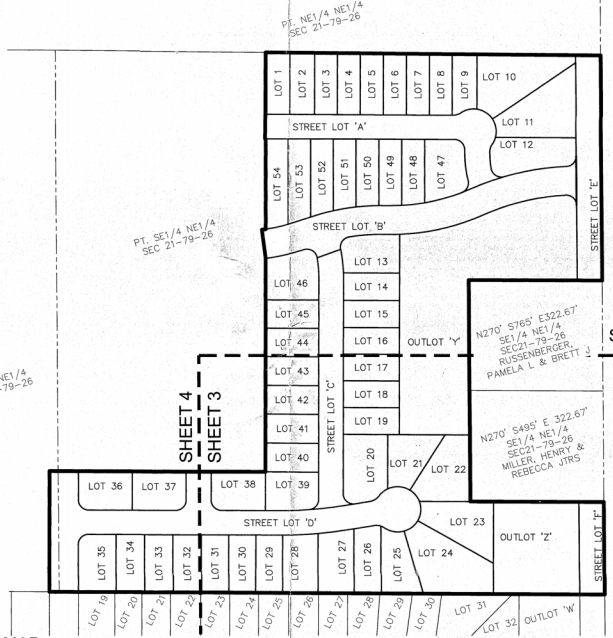 PT. NE1/4 NE1/4
SEC 21-79-26
LOT 1
LOT 2
LOT 3
LOT 4
LOT 5
LOT 6
LOT 7
LOT 8
LOT 9
LOT 10
STREET LOT 'A'
LOT 11
LOT 12
LOT 54
LOT 53
LOT 52
LOT 51
LOT 50
LOT 49
LOT 48
LOT 47
STREET LOT 'E'
PT. SE1/4 NE1/4
SEC 21-79-26
STREET LOT 'B'
LOT 13
LOT 46
LOT 14
LOT 45
LOT 15
LOT 44
LOT 16
OUTLOT 'Y'
N270' S765' E322.67'
SE1/4 NE1/4
SEC21-79-26
RUSSENBERGER,
PAMELA L & BRETT J
S
NE1/4
-79-26
SHEET 4
SHEET 3
LOT 43
LOT 17
LOT 42
LOT 18
STREET LOT 'C'
LOT 41
LOT 19
LOT 40
N270' S495' E 322.67'
SE1/4 NE1/4
SEC21-79-26
MILLER, HENRY &
REBECCA JTRS
LOT 20
LOT 21
LOT 22
LOT 36
LOT 37
LOT 38
LOT 39
STREET LOT 'D'
LOT 23
LOT 24
OUTLOT 'Z'
STREET LOT 'F'
LOT 35
LOT 34
LOT 33
LOT 32
LOT 31
LOT 30
LOT 29
LOT 28
LOT 27
LOT 26
LOT 25
LOT 19
LOT 20
LOT 21
LOT 22
LOT 23
LOT 24
LOT 25
LOT 26
LOT 27
LOT 28
LOT 29
LOT 30
LOT 31
LOT 32
OUTLOT 'W'